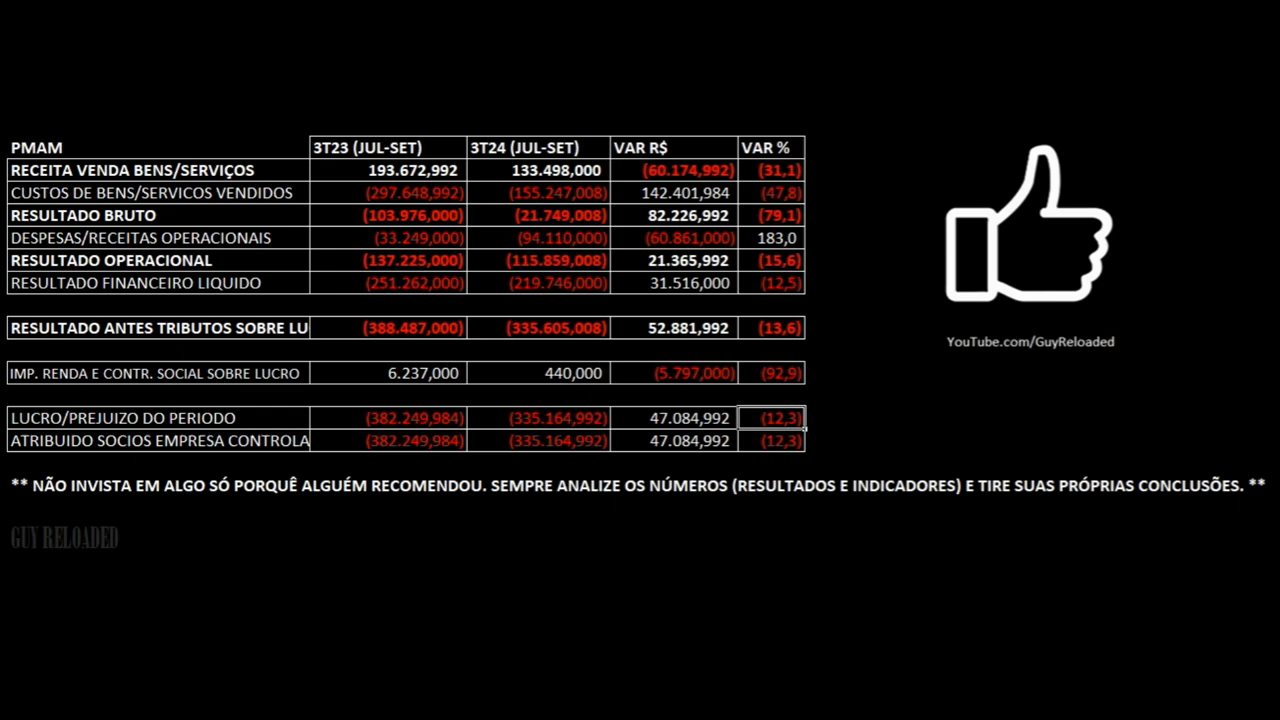 PMAM 3T23 (JUL-SET) 3T24 (JUL-SET) VAR R$ VAR %
RECEITA VENDA BENS/SERVIÇOS 193.672,992 133.498,000 (60.174,992) (31,1)
CUSTOS DE BENS/SERVICOS VENDIDOS (297.648,992) (155.247,008) 142.401,984 (47,8)
RESULTADO BRUTO (103.976,000) (21.749,008) 82.226,992 (79,1)
DESPESAS/RECEITAS OPERACIONAIS (33.249,000) (94.110,000) (60.861,000) 183,0
RESULTADO OPERACIONAL (137.225,000) (115.859,008) 21.365,992 (15,6)
RESULTADO FINANCEIRO LIQUIDO (251.262,000) (219.746,000) 31.516,000 (12,5)
RESULTADO ANTES TRIBUTOS SOBRE LU (388.487,000) (335.605,008) 52.881,992 (13,6)
IMP. RENDA E CONTR. SOCIAL SOBRE LUCRO 6.237,000 440,000 (5.797,000) (92,9)
LUCRO/PREJUIZO DO PERIODO (382.249,984) (335.164,992) 47.084,992 (12,3)
ATRIBUIDO SOCIOS EMPRESA CONTROLA (382.249,984) (335.164,992) 47.084,992 (12,3)
YouTube.com/GuyReloaded
** NÃO INVISTA EM ALGO SÓ PORQUÊ ALGUÉM RECOMENDOU. SEMPRE ANALIZE OS NÚMEROS (RESULTADOS E INDICADORES) E TIRE SUAS PRÓPRIAS CONCLUSÕES. **
GUY RELOADED